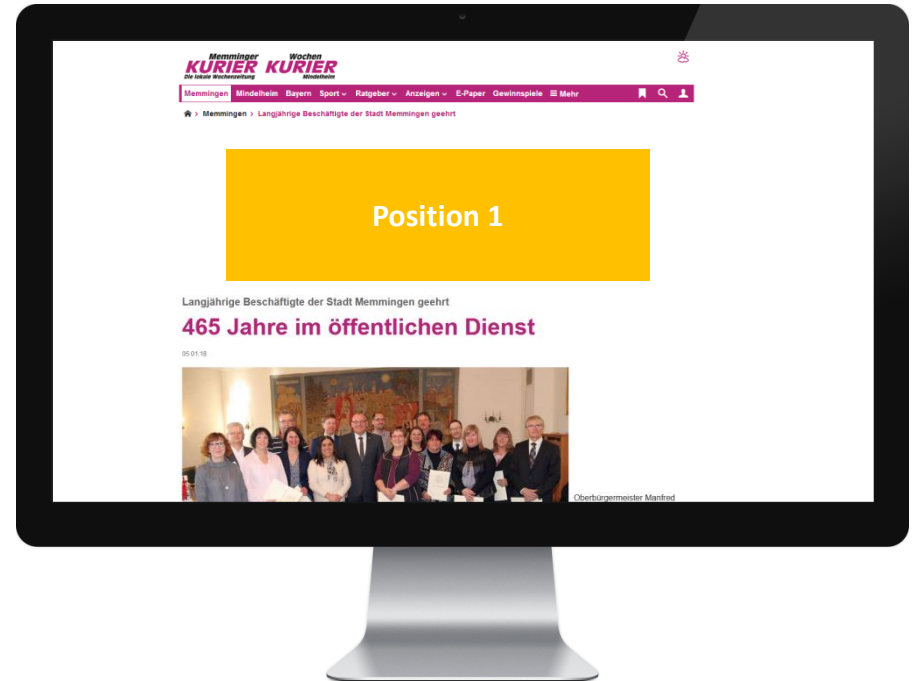 Memminger Wochen
KURIER KURIER
Die lokale Wochenzeitung Mindelheim
Memmingen Mindelheim Bayern Sport Ratgeber Anzeigen E-Paper Gewinnspiele Mehr
Memmingen > Langjährige Beschäftigte der Stadt Memmingen geehrt
Position 1
Langjährige Beschäftigte der Stadt Memmingen geehrt
465 Jahre im öffentlichen Dienst
05.01.18
Oberbürgermeister Manfred